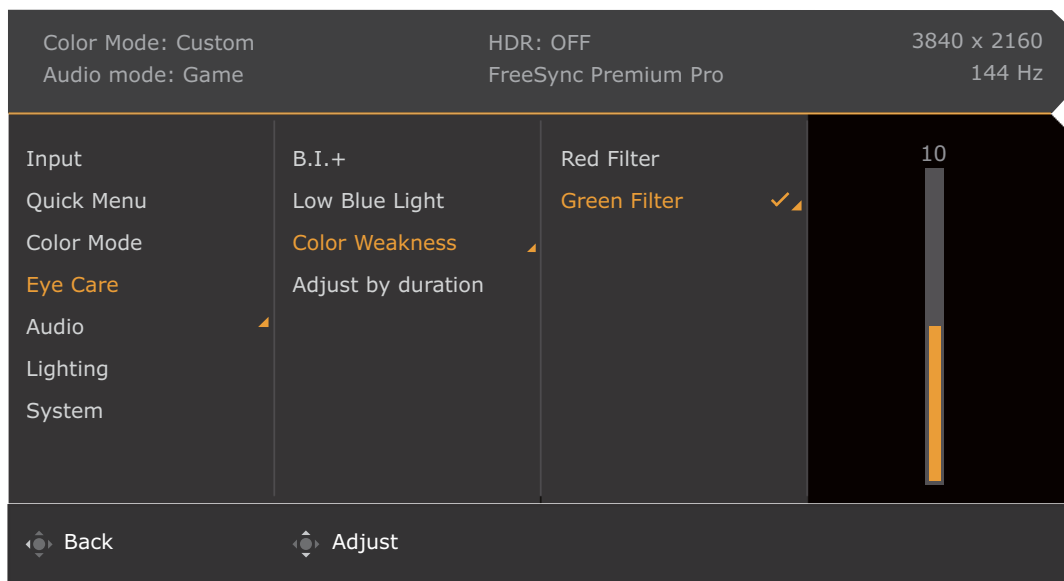 Color Mode: Custom
HDR: OFF
3840 x 2160
Audio mode: Game
FreeSync Premium Pro
144 Hz
Input
Quick Menu
Color Mode
Eye Care
Audio
Lighting
System
B.I.+
Low Blue Light
Color Weakness
Adjust by duration
Red Filter
Green Filter
10
Back
Adjust